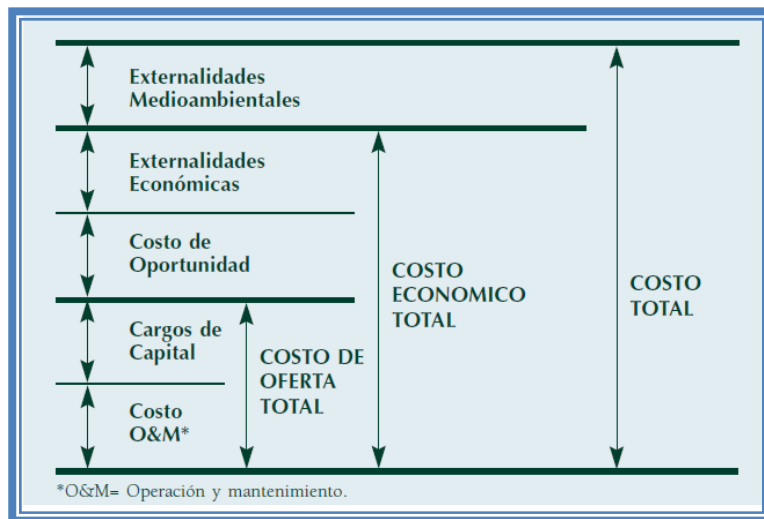 Externalidades
Medioambientales
Externalidades
Económicas
Costo de
Oportunidad
COSTO
ECONOMICO
TOTAL
COSTO
TOTAL
Cargos de
Capital
COSTO DE
OFERTA
TOTAL
Costo
O&M*
*O&M= Operación y mantenimiento.